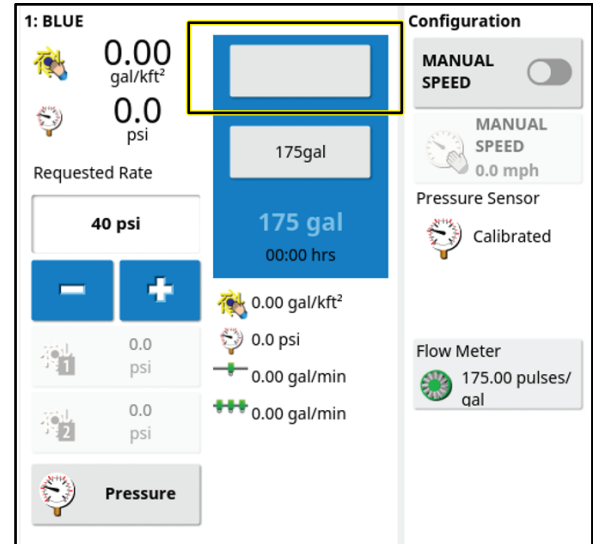 1: BLUE
0.00
gal/kft²
0.0
psi
Requested Rate
40 psi
0.0
psi
1
0.0
psi
2
Pressure
175gal
175 gal
00:00 hrs
0.00 gal/kft²
0.0 psi
0.00 gal/min
0.00 gal/min
Configuration
MANUAL
SPEED
MANUAL
SPEED
0.0 mph
Pressure Sensor
Calibrated
Flow Meter
175.00 pulses/
gal